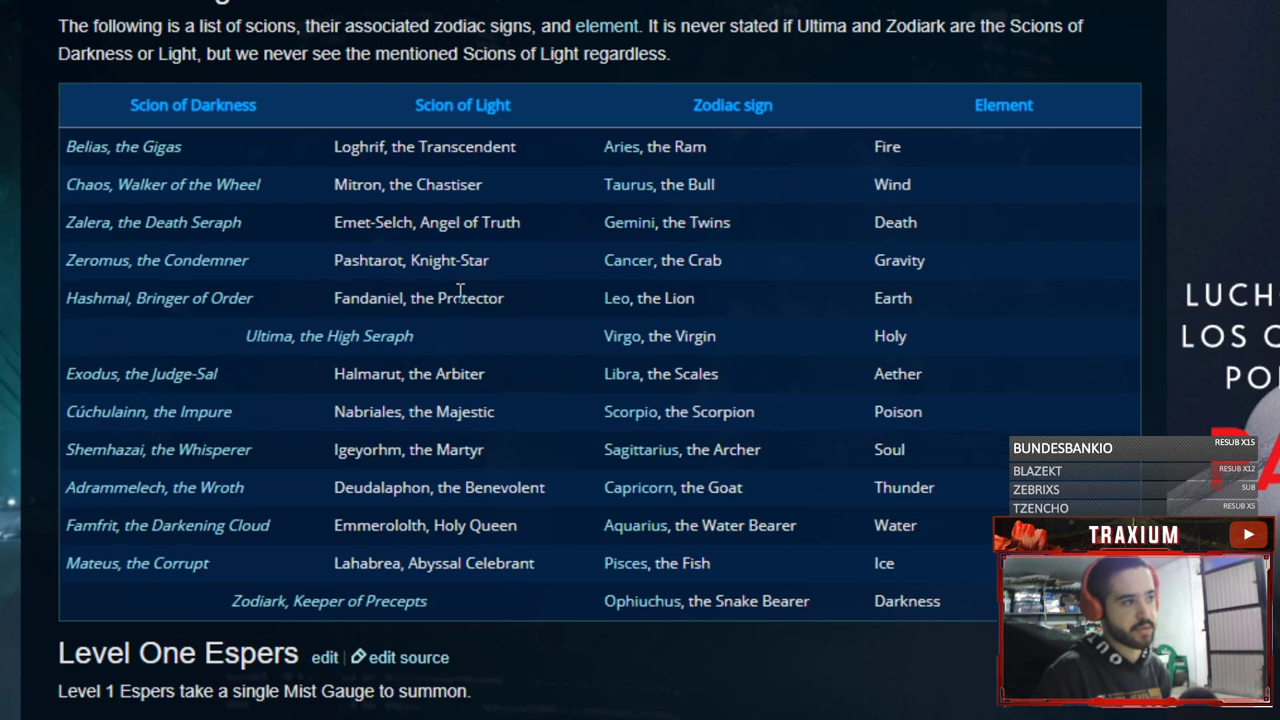 The following is a list of scions, their associated zodiac signs, and element. It is never stated if Ultima and Zodiark are the Scions of
Darkness or Light, but we never see the mentioned Scions of Light regardless.
Scion of Darkness Scion of Light Zodiac sign Element
Belias, the Gigas Loghrif, the Transcendent Aries, the Ram Fire
Chaos, Walker of the Wheel Mitron, the Chastiser Taurus, the Bull Wind
Zalera, the Death Seraph Emet-Selch, Angel of Truth Gemini, the Twins Death
Zeromus, the Condemner Pashtarot, Knight-Star Cancer, the Crab Gravity
Hashmal, Bringer of Order Fandaniel, the Protector Leo, the Lion Earth
Ultima, the High Seraph Virgo, the Virgin Holy
Exodus, the Judge-Sal Halmarut, the Arbiter Libra, the Scales Aether
Cúchulainn, the Impure Nabriales, the Majestic Scorpio, the Scorpion Poison
Shemhazai, the Whisperer Igeyorhm, the Martyr Sagittarius, the Archer Soul
Adrammelech, the Wroth Deudalaphon, the Benevolent Capricorn, the Goat Thunder
Famfrit, the Darkening Cloud Emmerololth, Holy Queen Aquarius, the Water Bearer Water
Mateus, the Corrupt Lahabrea, Abyssal Celebrant Pisces, the Fish Ice
Zodiark, Keeper of Precepts Ophiuchus, the Snake Bearer Darkness
Level One Espers edit | edit source
Level 1 Espers take a single Mist Gauge to summon.
LUCH
LOS
PO
BUNDESBANKIO RESUB X15
BLAZEKT RESUB X12
ZEBRIXS SUB
TZENCHO RESUB X5
TRAXIUM